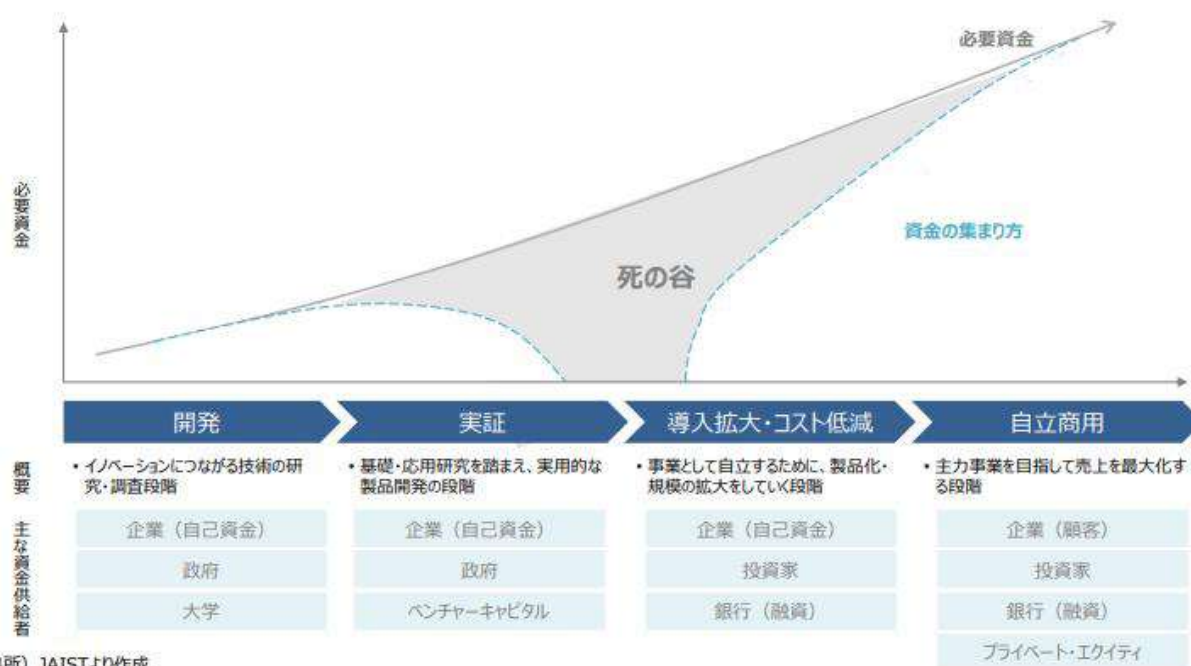 必要資金
必要資金
資金の集まり方
死の谷
開発
実証
導入拡大・コスト低減
自立商用
概要
・イノベーションにつながる技術の研
究・調査段階
・基礎・応用研究を踏まえ、実用的な
製品開発の段階
・事業として自立するために、製品化・
規模の拡大をしていく段階
・主力事業を目指して売上を最大化す
る段階
主な資金供給者
企業（自己資金）
政府
大学
企業（自己資金）
政府
ベンチャーキャピタル
企業（自己資金）
投資家
銀行（融資）
企業（顧客）
投資家
銀行（融資）
プライベート・エクイティ
所）JAISTより作成